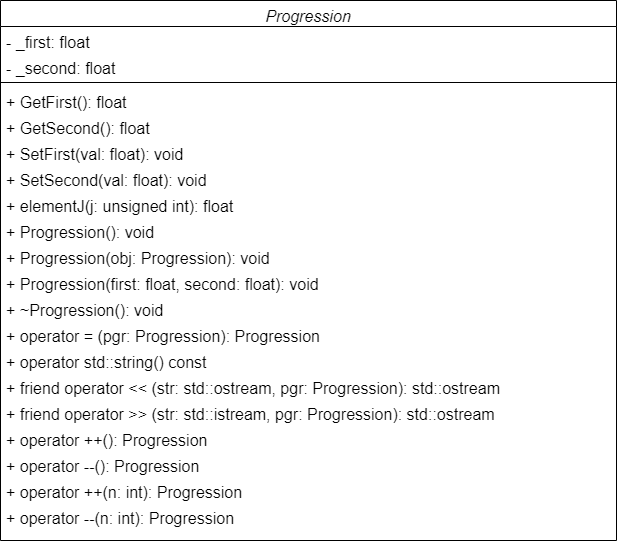 Progression
- _first: float
- _second: float
+ GetFirst(): float
+ GetSecond(): float
+ SetFirst(val: float): void
+ SetSecond(val: float): void
+ elementJ(j: unsigned int): float
+ Progression(): void
+ Progression(obj: Progression): void
+ Progression(first: float, second: float): void
+ ~Progression(): void
+ operator = (pgr: Progression): Progression
+ operator std::string() const
+ friend operator << (str: std::ostream, pgr: Progression): std::ostream
+ friend operator >> (str: std::istream, pgr: Progression): std::ostream
+ operator ++(): Progression
+ operator --(): Progression
+ operator ++(n: int): Progression
+ operator --(n: int): Progression